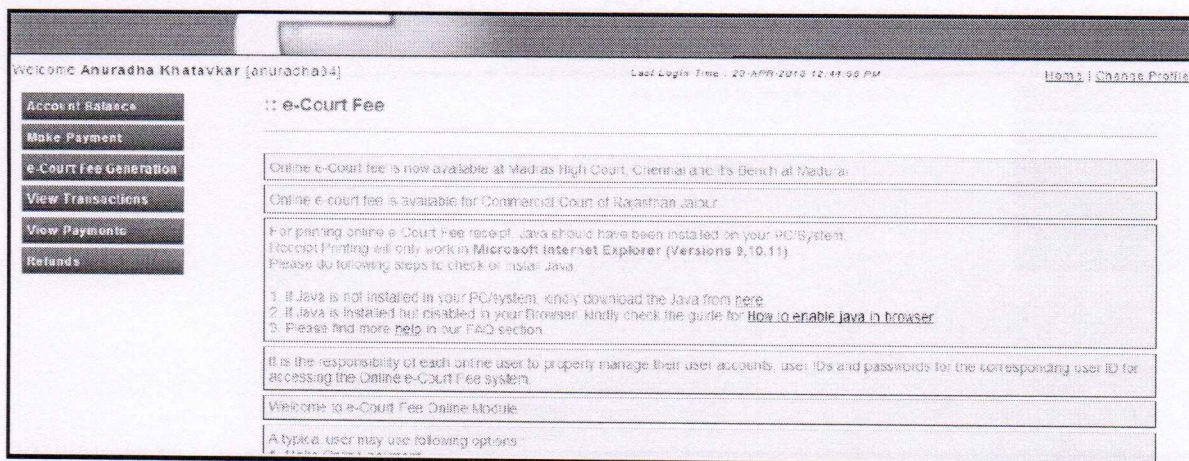 Welcome Anuradha Khatavkar [anuradha34]
Last Login Time : 20-APR-2018 12:44:56 PM
Home | Change Profile
Account Balance
Make Payment
e-Court Fee Generation
View Transactions
View Payments
Refunds
:: e-Court Fee
Online e-Court fee is now available at Madras High Court, Chennai and its Bench at Madurai
Online e-court fee is available for Commercial Court of Rajasthan Jaipur
For printing online e-Court Fee receipt, Java should have been installed on your PC/System.
Receipt Printing will only work in Microsoft Internet Explorer (Versions 9,10,11)
Please do following steps to check or instal Java
1. If Java is not installed in your PC/system, kindly download the Java from here
2. If Java is installed but disabled in your Browser, kindly check the guide for How to enable java in browser
3. Please find more help in our FAQ section.
It is the responsibility of each online user to properly manage their user accounts, user IDs and passwords for the corresponding user ID for
accessing the Online e-Court Fee system.
Welcome to e-Court Fee Online Module
A typical user may use following options